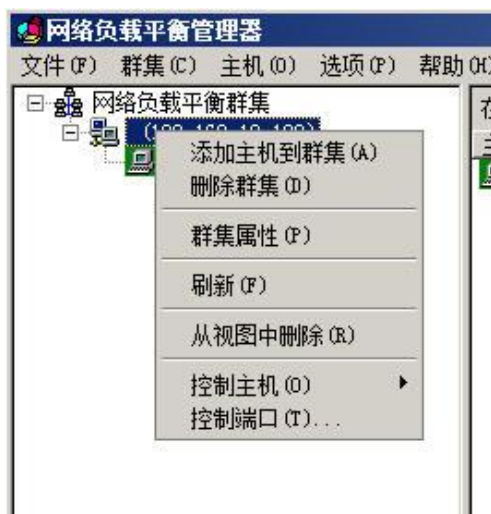 网络负载平衡管理器
文件(F) 群集(C) 主机(O) 选项(P) 帮助(H)
网络负载平衡群集
添加主机到群集(A)
删除群集(D)
群集属性(P)
刷新(F)
从视图中删除(R)
控制主机(O)
控制端口(T)...